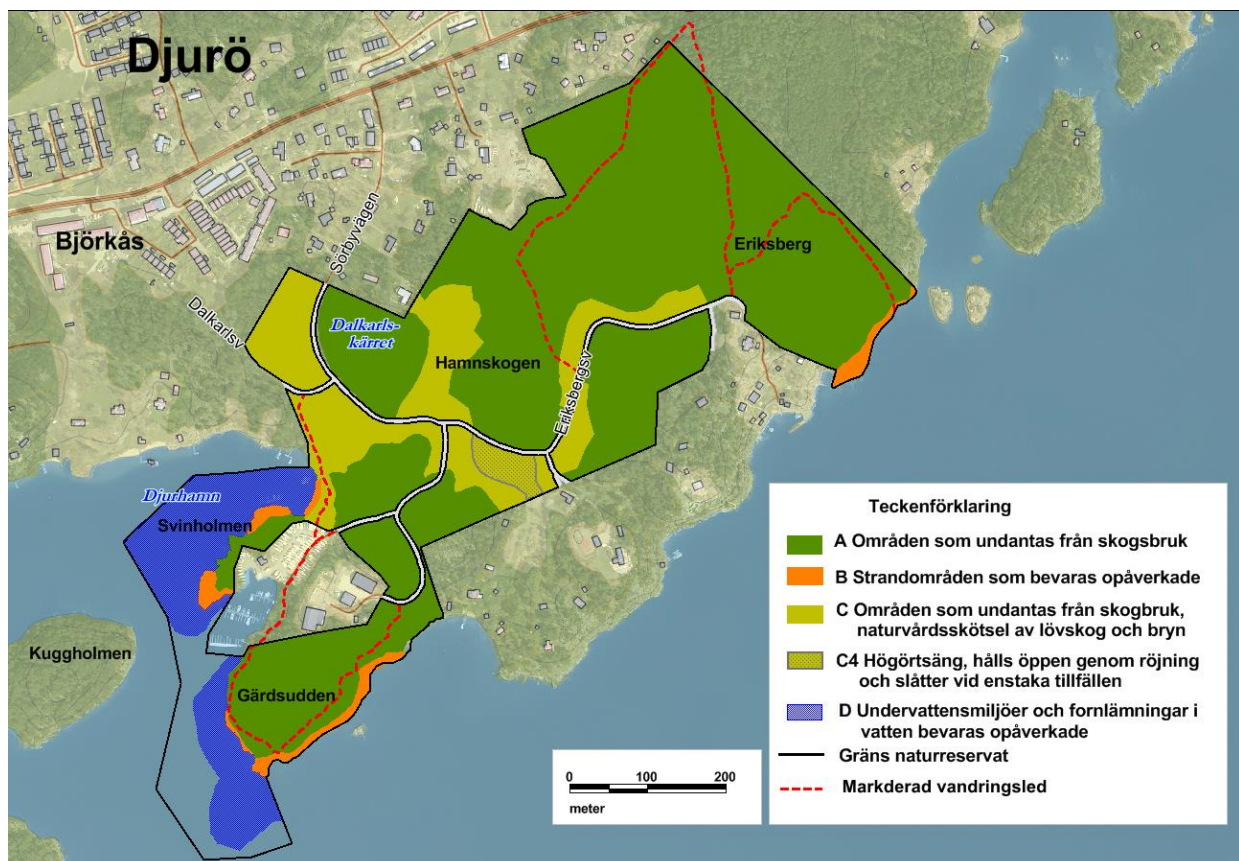 Djurö
Björkås
Sörbyvägen
Dalkarlsv
Dalkarls-
kärret
Hamnskogen
Eriksberg
Eriksbergsv
Djurhamn
Svinholmen
Kuggholmen
Gärdsudden
0 100 200
meter
Teckenförklaring
A Områden som undantas från skogsbruk
B Strandområden som bevaras opåverkade
C Områden som undantas från skogbruk,
naturvårdsskötsel av lövskog och bryn
C4 Högörtsäng, hålls öppen genom röjning
och slåtter vid enstaka tillfällen
D Undervattensmiljöer och fornlämningar i
vatten bevaras opåverkade
Gräns naturreservat
Markderad vandringsled